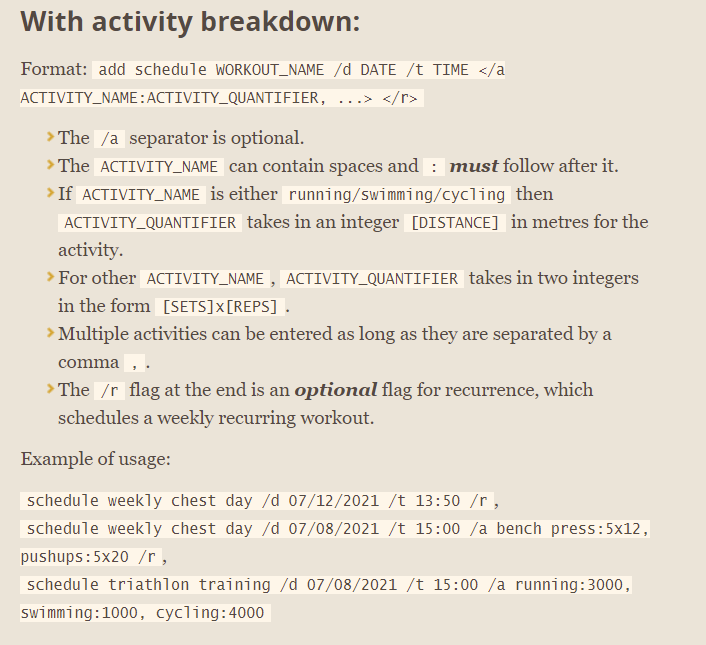 With activity breakdown:
Format: add schedule WORKOUT_NAME /d DATE /t TIME </a
ACTIVITY_NAME:ACTIVITY_QUANTIFIER, ...> </r>
The /a separator is optional.
The ACTIVITY_NAME can contain spaces and : must follow after it.
If ACTIVITY_NAME is either running/swimming/cycling then
ACTIVITY_QUANTIFIER takes in an integer [DISTANCE] in metres for the
activity.
For other ACTIVITY_NAME, ACTIVITY_QUANTIFIER takes in two integers
in the form [SETS]x[REPS].
Multiple activities can be entered as long as they are separated by a
comma ,.
The /r flag at the end is an optional flag for recurrence, which
schedules a weekly recurring workout.
Example of usage:
schedule weekly chest day /d 07/12/2021 /t 13:50 /r,
schedule weekly chest day /d 07/08/2021 /t 15:00 /a bench press:5x12,
pushups:5x20 /r,
schedule triathlon training /d 07/08/2021 /t 15:00 /a running:3000,
swimming:1000, cycling:4000